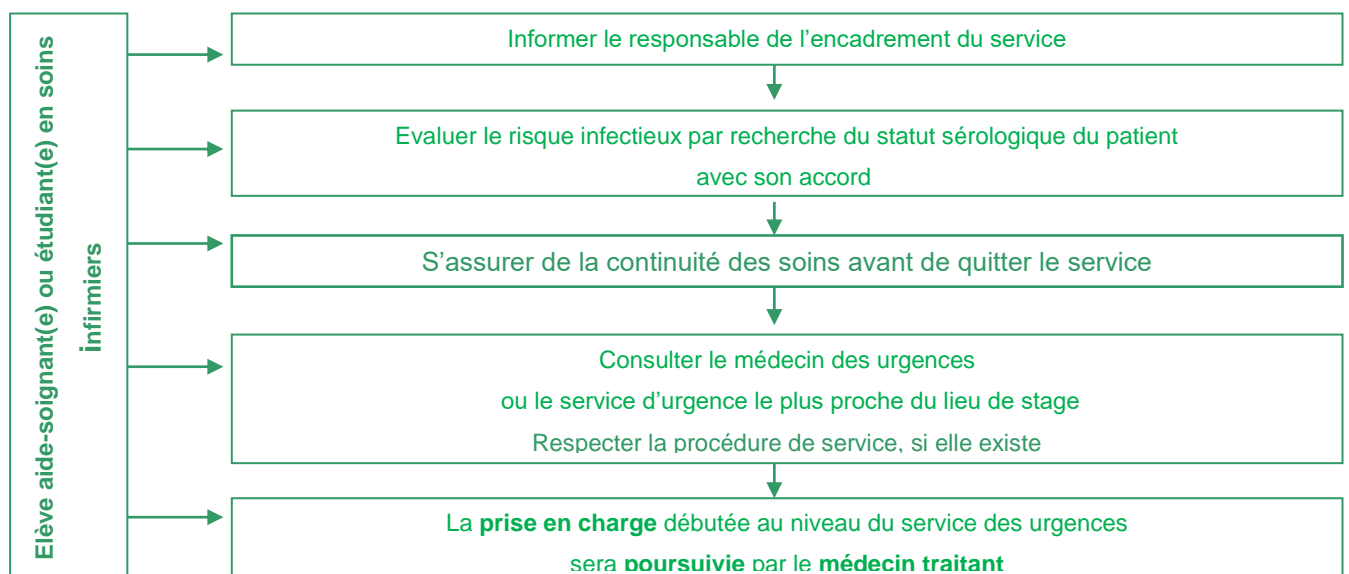 Elève aide-soignant(e) ou étudiant(e) en soins
infirmiers
Informer le responsable de l’encadrement du service
Evaluer le risque infectieux par recherche du statut sérologique du patient
avec son accord
S’assurer de la continuité des soins avant de quitter le service
Consulter le médecin des urgences
ou le service d’urgence le plus proche du lieu de stage
Respecter la procédure de service, si elle existe
La prise en charge débutée au niveau du service des urgences
sera poursuivie par le médecin traitant